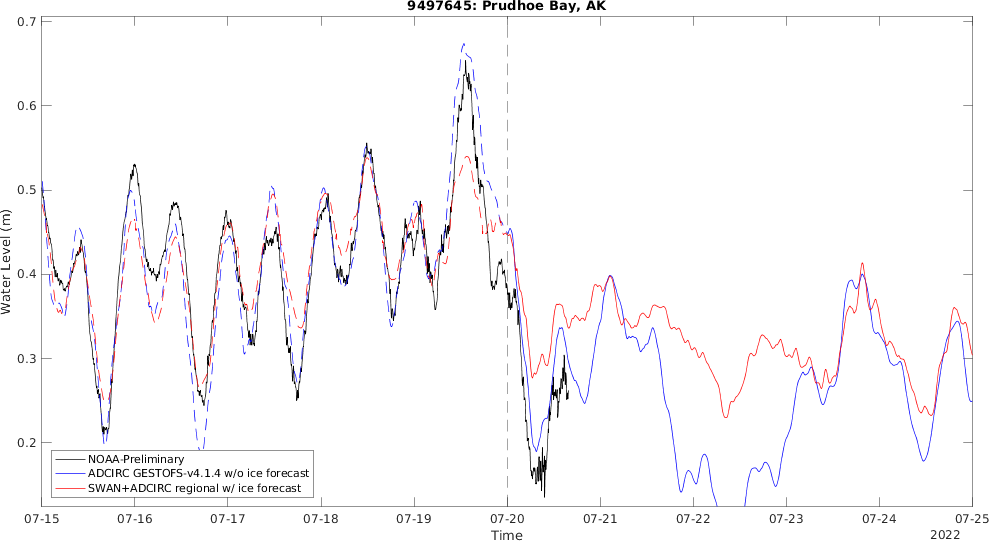 9497645: Prudhoe Bay, AK
0.7
0.6
0.5
0.4
0.3
0.2
Water Level (m)
NOAA-Preliminary
ADCIRC GESTOFS-v4.1.4 w/o ice forecast
SWAN+ADCIRC regional w/ ice forecast
07-15 07-16 07-17 07-18 07-19 07-20 07-21 07-22 07-23 07-24 07-25
Time
2022